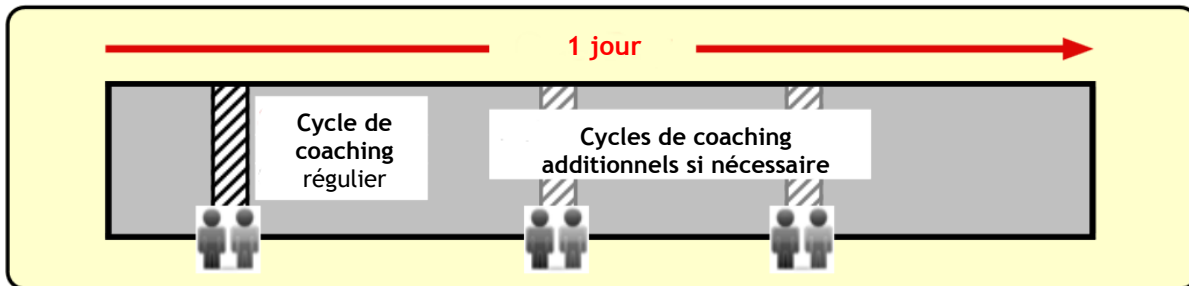 1 jour
Cycle de
coaching
régulier
Cycles de coaching
additionnels si nécessaire